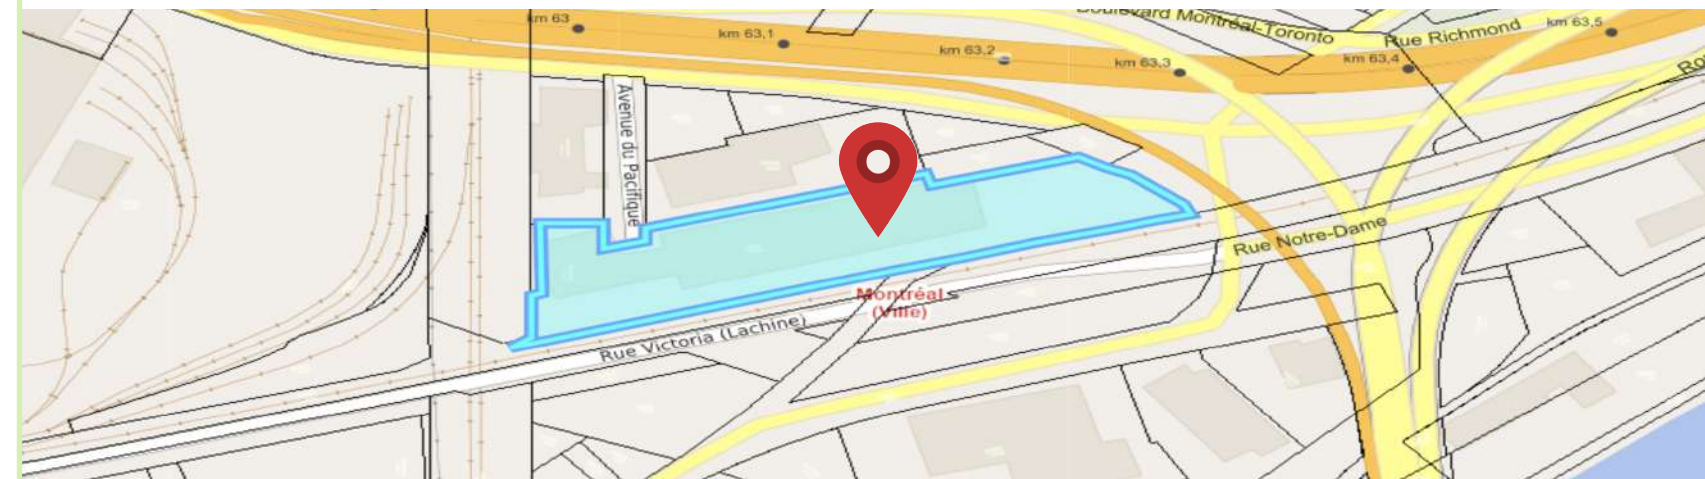 km 63
km 63,1
km 63,2
km 63,3
Boulevard Montréal-Toronto
Rue Richmond
km 63,4
km 63,5
Avenue du Pacifique
Rue Notre-Dame
Montréal
(Ville)
Rue Victoria (Lachine)